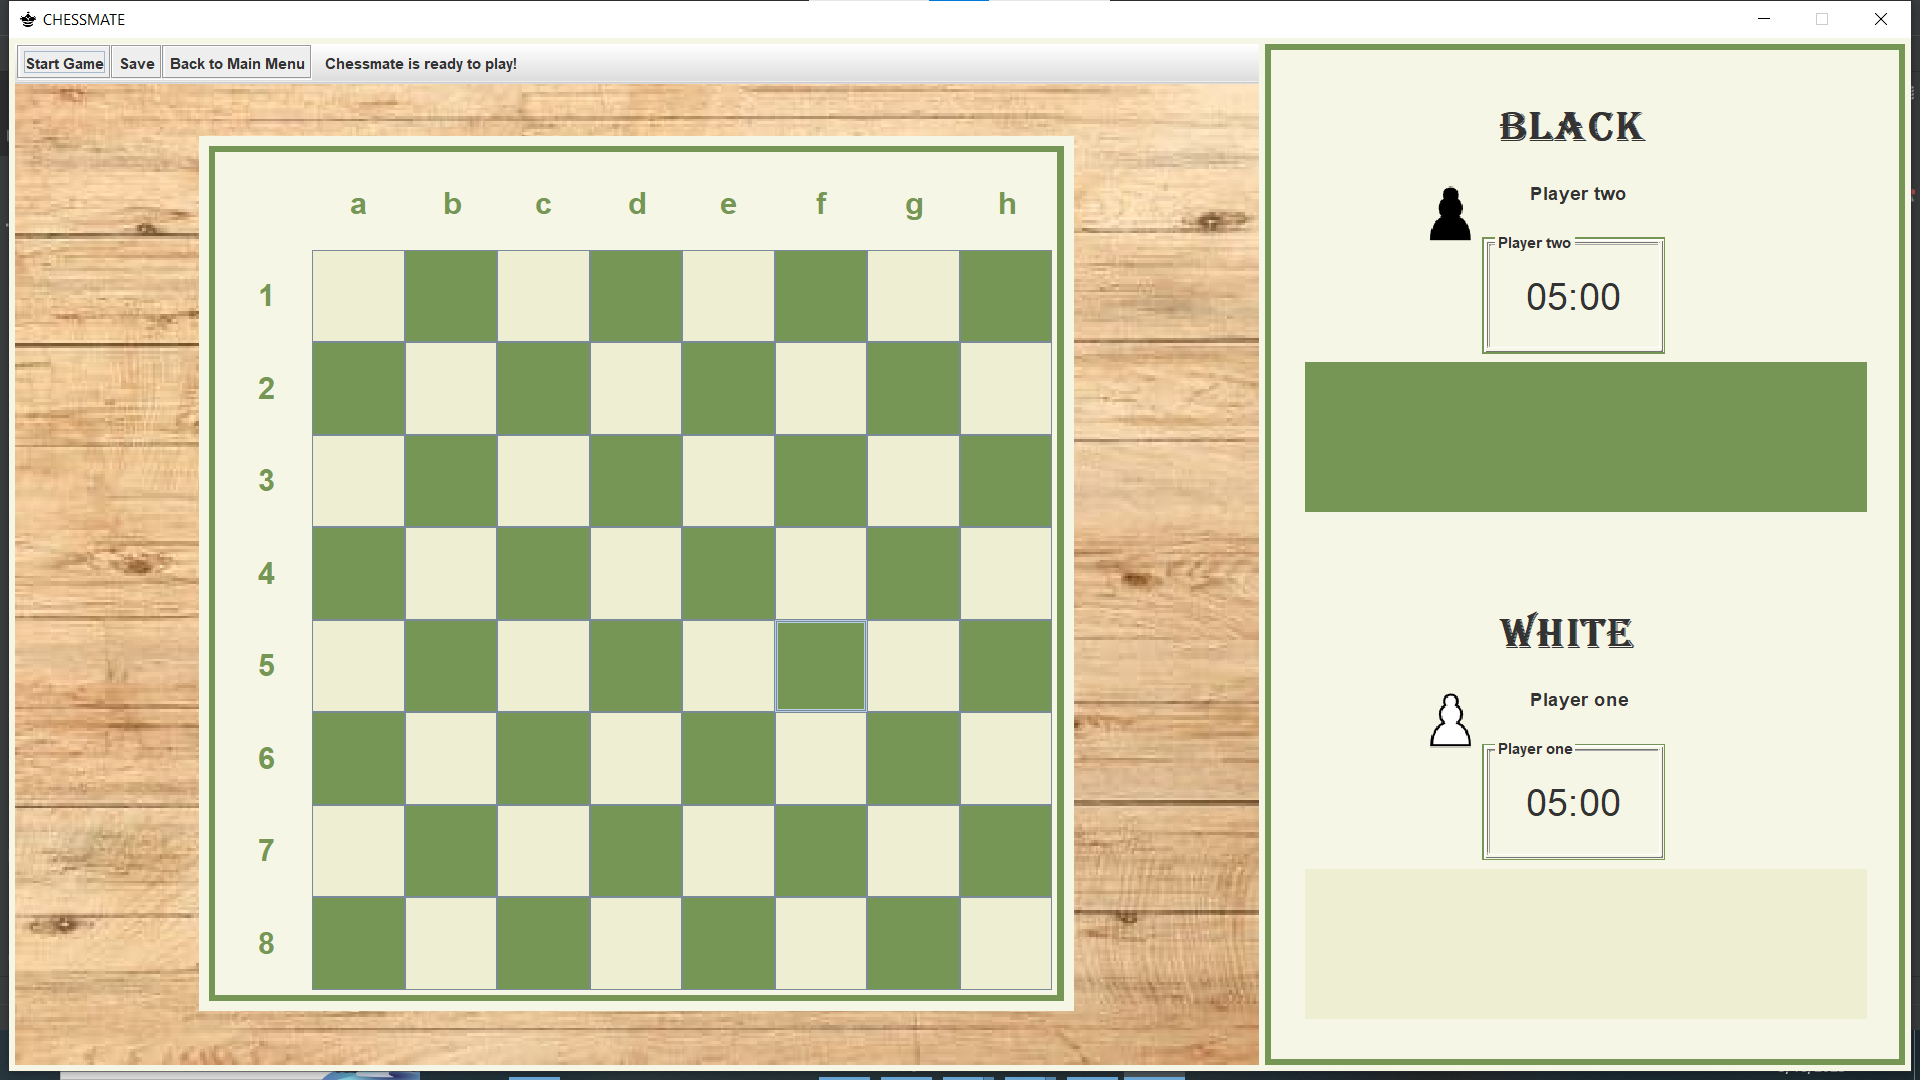 CHESSMATE
Start Game Save Back to Main Menu Chessmate is ready to play!
a b c d e f g h
1
2
3
4
5
6
7
8
BLACK
Player two
Player two
05:00
WHITE
Player one
Player one
05:00